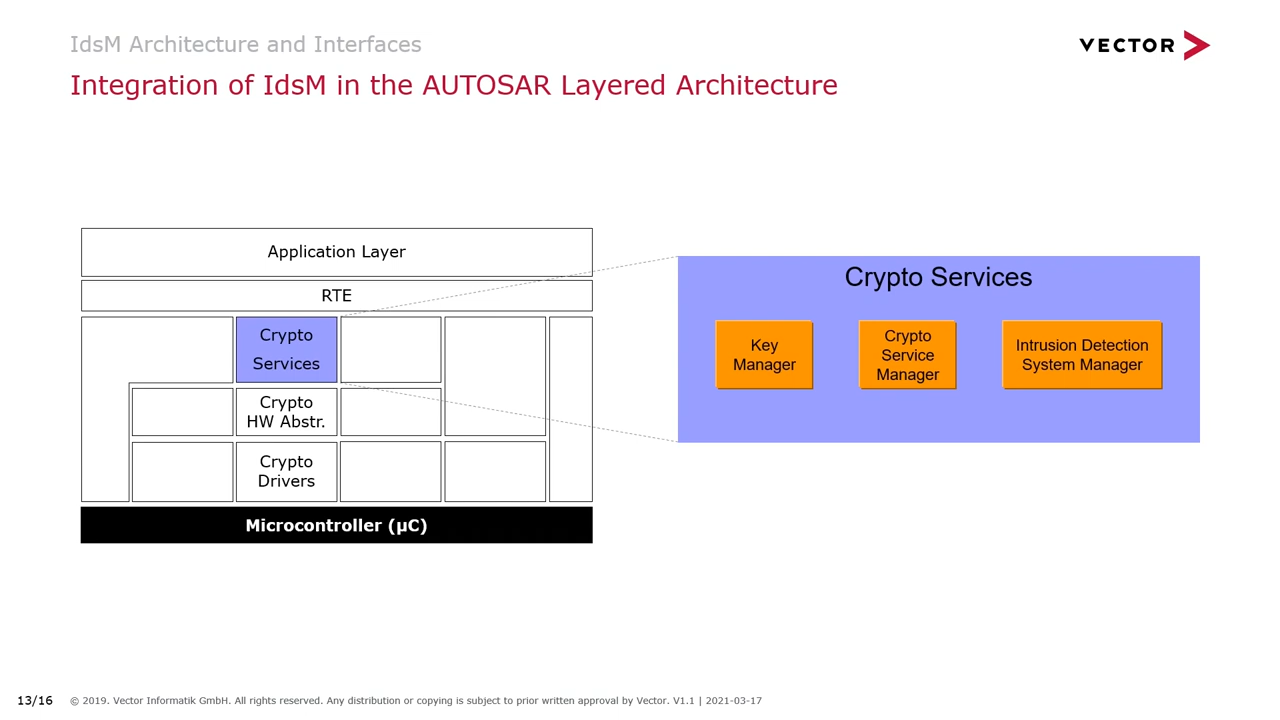 IdsM Architecture and Interfaces
VECTOR
Integration of IdsM in the AUTOSAR Layered Architecture
Application Layer
RTE
Crypto
Services
Crypto
HW Abstr.
Crypto
Drivers
Microcontroller (µC)
Crypto Services
Key
Manager
Crypto
Service
Manager
Intrusion Detection
System Manager
13/16
© 2019. Vector Informatik GmbH. All rights reserved. Any distribution or copying is subject to prior written approval by Vector. V1.1 | 2021-03-17